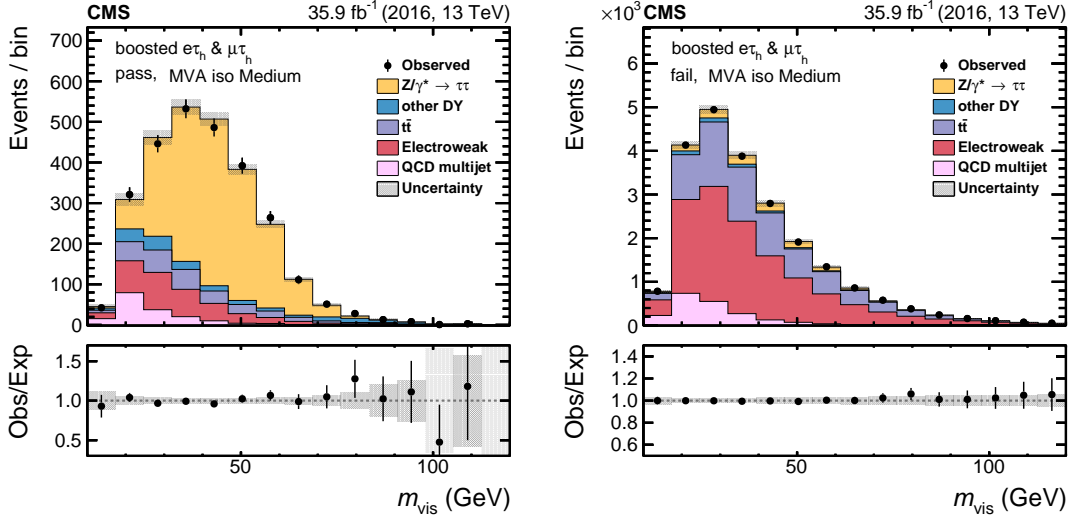 CMS 35.9 fb⁻¹ (2016, 13 TeV)
Events / bin
700
600
500
400
300
200
100
0
boosted eτₕ & μτₕ
pass, MVA iso Medium
Observed
Z/γ* → ττ
other DY
tt̄
Electroweak
QCD multijet
Uncertainty
Obs/Exp
1.5
1.0
0.5
50 100
m_vis (GeV)
×10³ CMS 35.9 fb⁻¹ (2016, 13 TeV)
Events / bin
6
5
4
3
2
1
0
boosted eτₕ & μτₕ
fail, MVA iso Medium
Observed
Z/γ* → ττ
other DY
tt̄
Electroweak
QCD multijet
Uncertainty
Obs/Exp
1.4
1.2
1.0
0.8
0.6
50 100
m_vis (GeV)